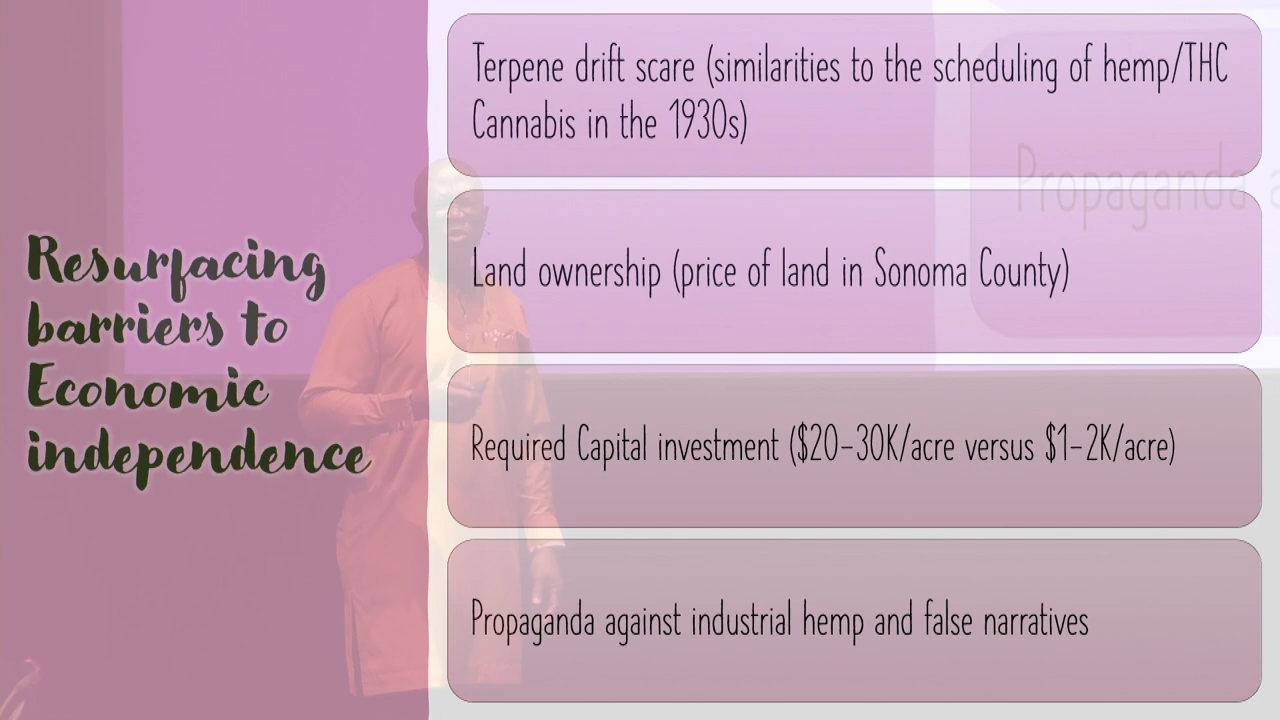 Resurfacing
barriers to
Economic
independence
Terpene drift scare (similarities to the scheduling of hemp/THC
Cannabis in the 1930s)
Land ownership (price of land in Sonoma County)
Required Capital investment ($20-30K/acre versus $1-2K/acre)
Propaganda against industrial hemp and false narratives
Propaganda